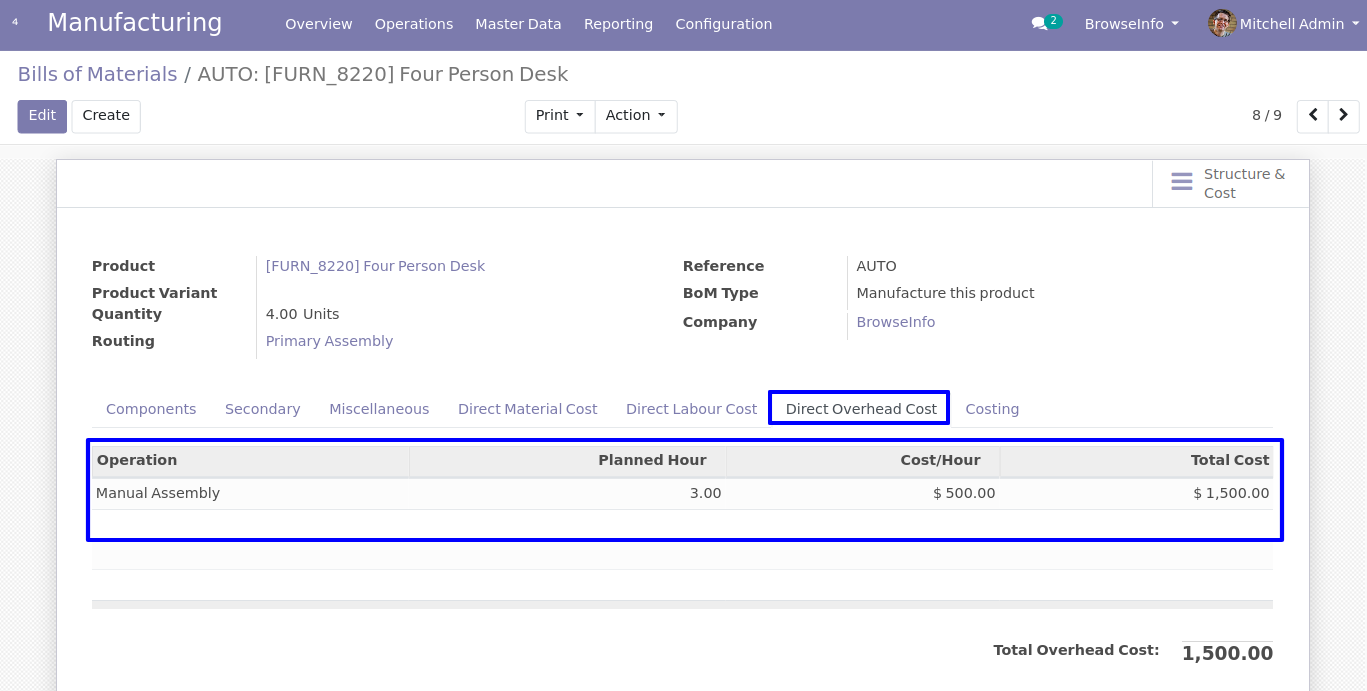 Manufacturing Overview Operations Master Data Reporting Configuration 2 BrowseInfo Mitchell Admin
Bills of Materials / AUTO: [FURN_8220] Four Person Desk
Edit Create Print Action 8 / 9
Structure &
Cost
Product [FURN_8220] Four Person Desk Reference AUTO
Product Variant BoM Type Manufacture this product
Quantity 4.00 Units Company BrowseInfo
Routing Primary Assembly
Components Secondary Miscellaneous Direct Material Cost Direct Labour Cost Direct Overhead Cost Costing
Operation Planned Hour Cost/Hour Total Cost
Manual Assembly 3.00 $ 500.00 $ 1,500.00
Total Overhead Cost: 1,500.00